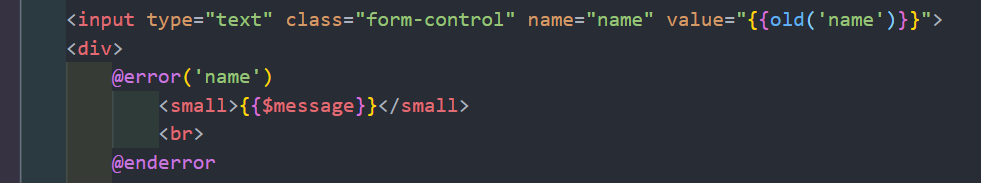 <input type="text" class="form-control" name="name" value="{{old('name')}}">
<div>
@error('name')
<small>{{$message}}</small>
<br>
@enderror